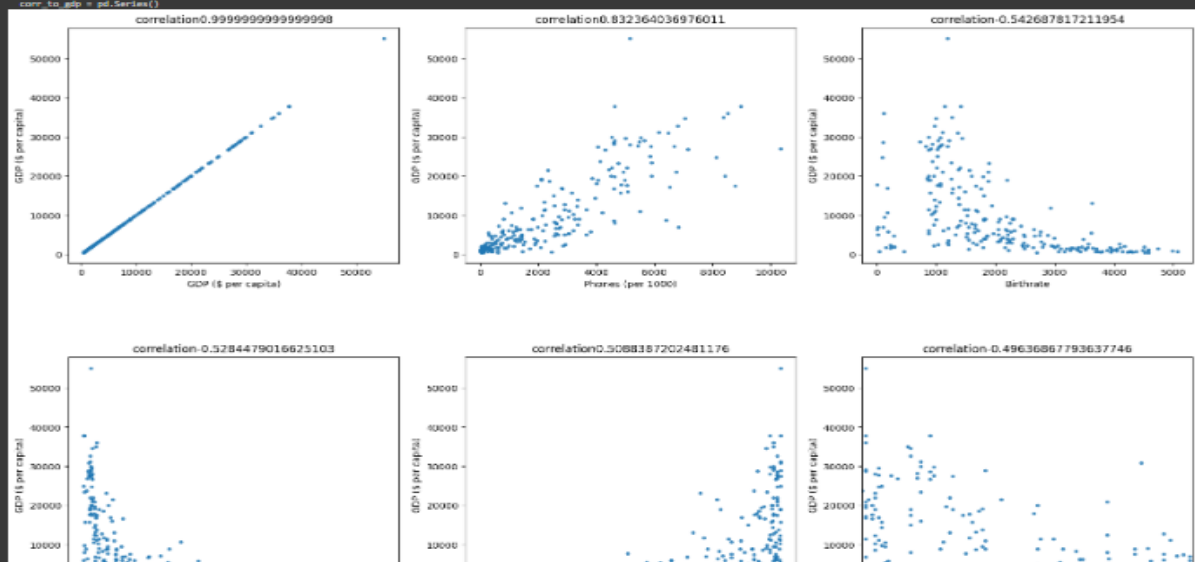 corr_to_gdp = pd.Series()
correlation0.9999999999999998
GDP ($ per capita)
50000
40000
30000
20000
10000
0
0 10000 20000 30000 40000 50000
GDP ($ per capita)
correlation0.832364036976011
GDP ($ per capita)
50000
40000
30000
20000
10000
0
0 2000 4000 6000 8000 10000
Phones (per 1000)
correlation-0.542687817211954
GDP ($ per capita)
50000
40000
30000
20000
10000
0
0 1000 2000 3000 4000 5000
Birthrate
correlation-0.5284479016625103
GDP ($ per capita)
50000
40000
30000
20000
10000
correlation0.5088387202481176
GDP ($ per capita)
50000
40000
30000
20000
10000
correlation-0.49636867793637746
GDP ($ per capita)
50000
40000
30000
20000
10000